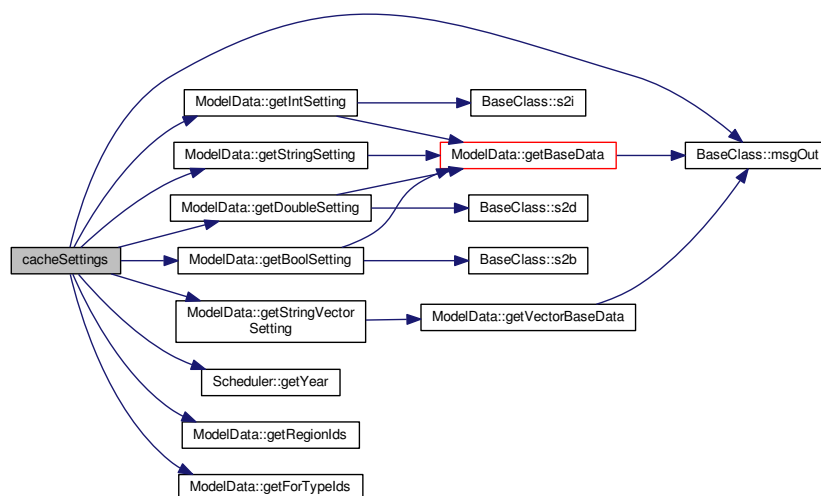 ModelData::getIntSetting
BaseClass::s2i
ModelData::getStringSetting
ModelData::getBaseData
BaseClass::msgOut
ModelData::getDoubleSetting
BaseClass::s2d
cacheSettings
ModelData::getBoolSetting
BaseClass::s2b
ModelData::getStringVector
Setting
ModelData::getVectorBaseData
Scheduler::getYear
ModelData::getRegionIds
ModelData::getForTypeIds